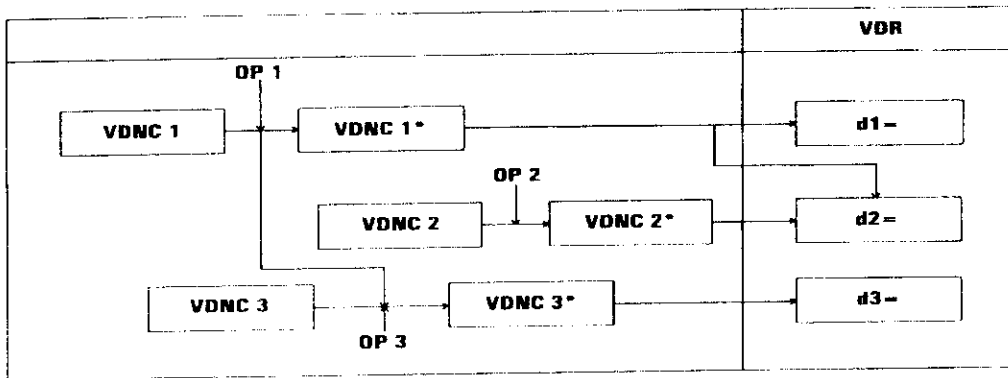 VDR
OP 1
VDNC 1
VDNC 1*
d1=
OP 2
VDNC 2
VDNC 2*
d2=
VDNC 3
VDNC 3*
d3=
OP 3